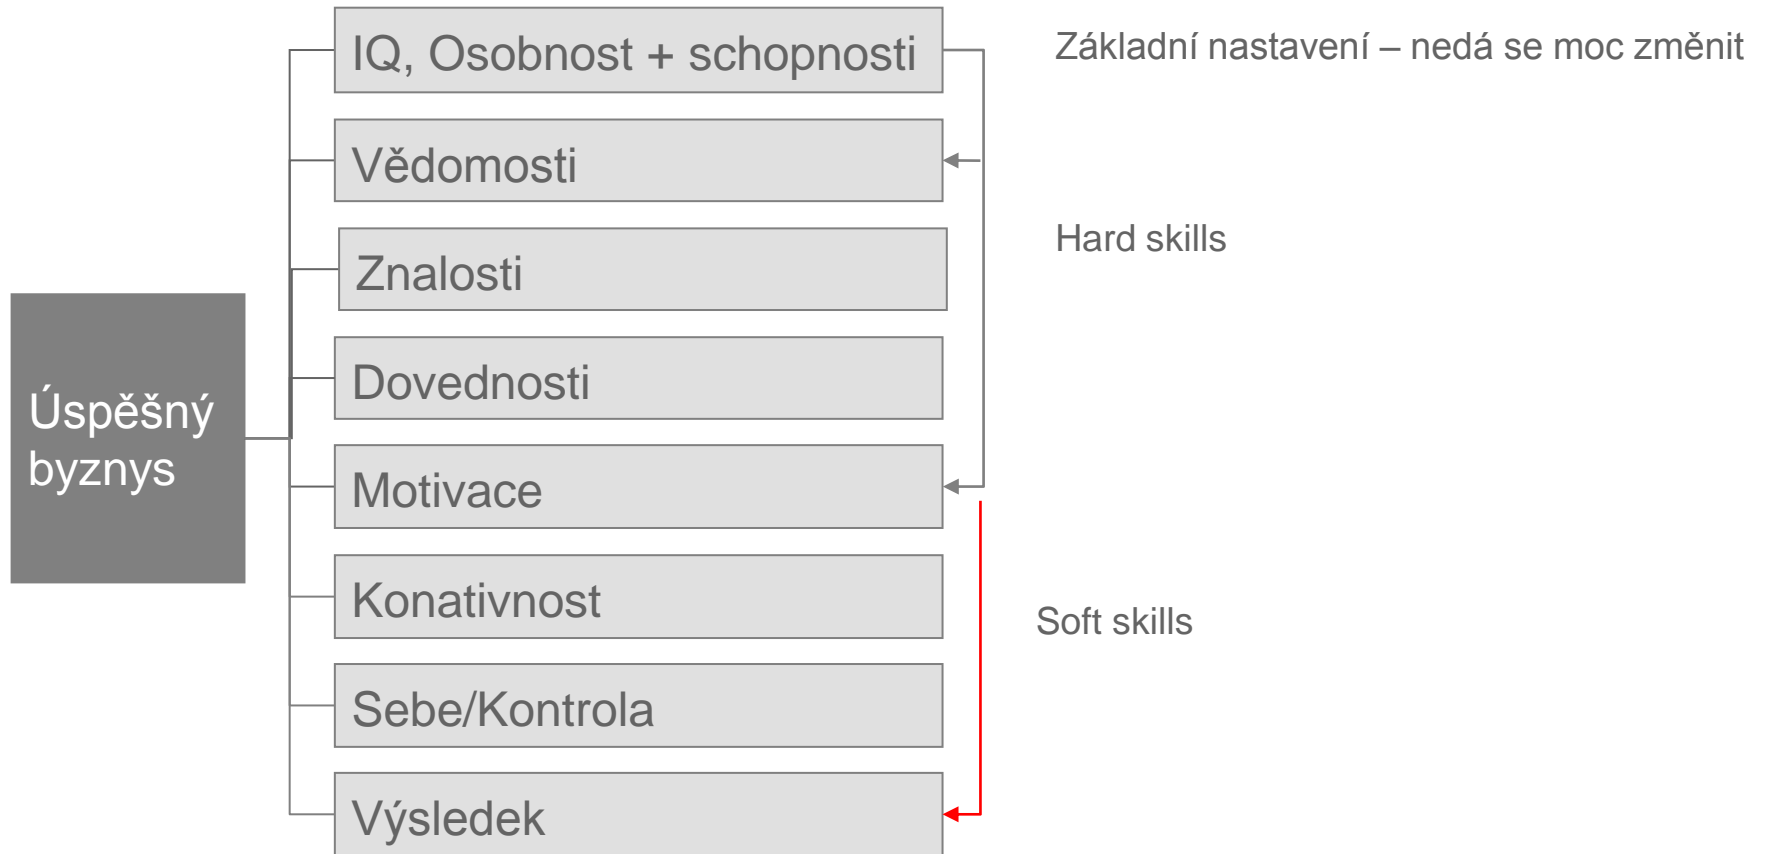 IQ, Osobnost + schopnosti
Základní nastavení – nedá se moc změnit
Vědomosti
Hard skills
Znalosti
Dovednosti
Úspěšný
byznys
Motivace
Konativnost
Soft skills
Sebe/Kontrola
Výsledek